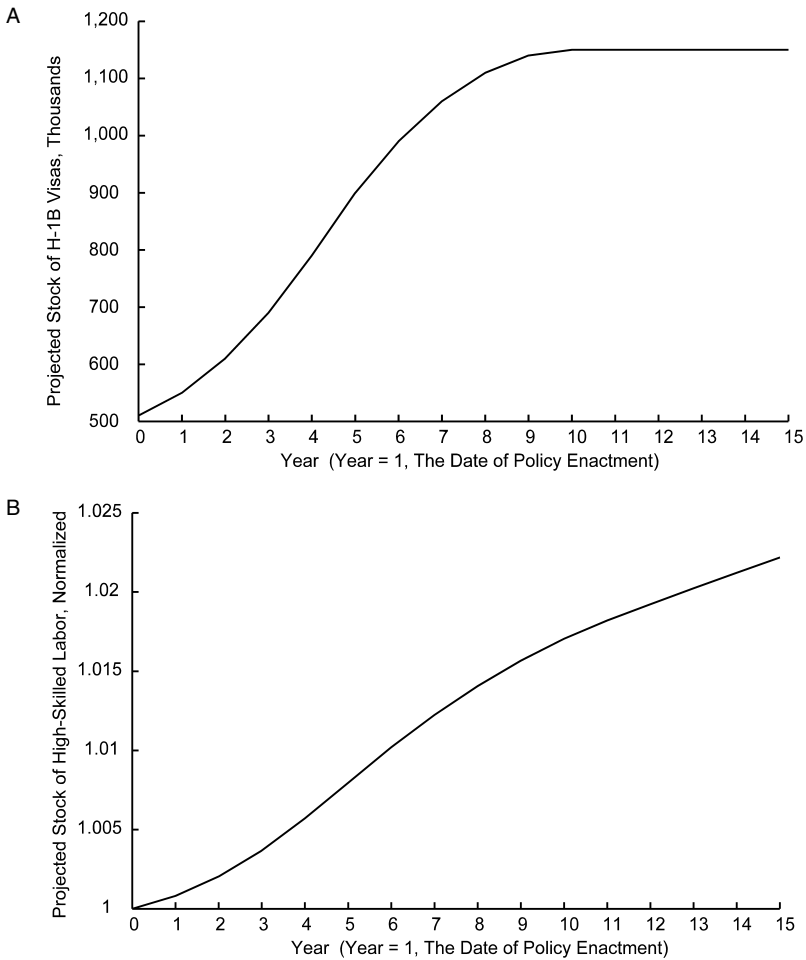 A
Projected Stock of H-1B Visas, Thousands
1,200
1,100
1,000
900
800
700
600
500
0 1 2 3 4 5 6 7 8 9 10 11 12 13 14 15
Year (Year = 1, The Date of Policy Enactment)
B
Projected Stock of High-Skilled Labor, Normalized
1.025
1.02
1.015
1.01
1.005
1
0 1 2 3 4 5 6 7 8 9 10 11 12 13 14 15
Year (Year = 1, The Date of Policy Enactment)